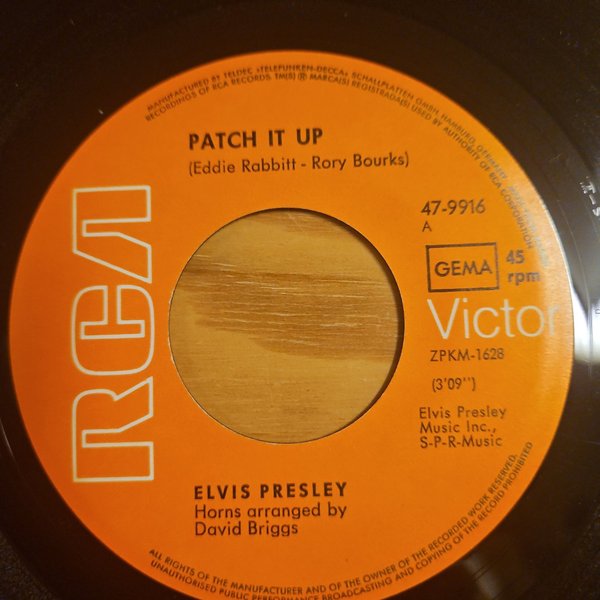 MANUFACTURED BY TELDEC »TELEFUNKEN-DECCA« SCHALLPLATTEN GMBH, HAMBURG, GERMANY
RECORDINGS OF RCA RECORDS. TM(S) ® MARCA(S) REGISTRADA(S) USED BY AUTHORITY OF RCA CORPORATION
PATCH IT UP
(Eddie Rabbitt - Rory Bourks)
47-9916
A
GEMA
45
rpm
RCA
Victor
ZPKM-1628
(3'09'')
Elvis Presley
Music Inc.,
S-P-R-Music
ELVIS PRESLEY
Horns arranged by
David Briggs
ALL RIGHTS OF THE MANUFACTURER AND OF THE OWNER OF THE RECORDED WORK RESERVED.
UNAUTHORISED PUBLIC PERFORMANCE BROADCASTING AND COPYING OF THE RECORD PROHIBITED